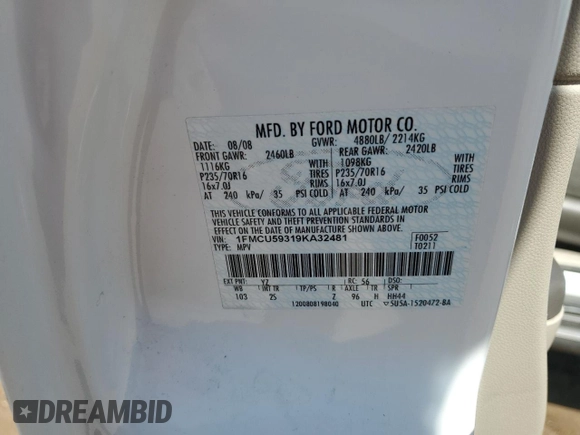 MFD. BY FORD MOTOR CO.
DATE: 08/08 GVWR: 4880LB/ 2214KG
FRONT GAWR: 2460LB REAR GAWR: 2420LB
1116KG WITH 1098KG WITH
P235/70R16 TIRES P235/70R16 TIRES
16x7.0J RIMS 16x7.0J RIMS
AT 240 kPa/ 35 PSI COLD AT 240 kPa/ 35 PSI COLD
THIS VEHICLE CONFORMS TO ALL APPLICABLE FEDERAL MOTOR
VEHICLE SAFETY AND THEFT PREVENTION STANDARDS IN
EFFECT ON THE DATE OF MANUFACTURE SHOWN ABOVE.
VIN: 1FMCU59319KA32481 F0052
TYPE: MPV T0211
EXT PNT: YZ RC: 56 DSO:
WB INT TR TP/PS R AXLE TR SPR
103 2S Z 96 H HH44
1200808198040 UTC 5U5A-1520472-BA
DREAMBID